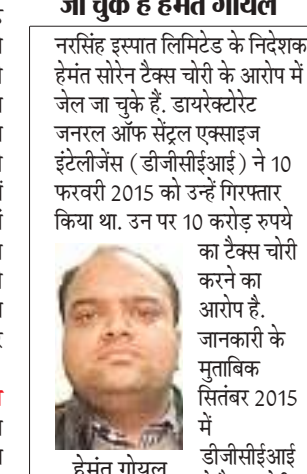 जा चुके हैं हेमंत गोयल
नरसिंह इस्पात लिमिटेड के निदेशक
हेमंत सोरेन टैक्स चोरी के आरोप में
जेल जा चुके हैं. डायरेक्टोरेट
जनरल ऑफ सेंट्रल एक्साइज
इंटेलीजेंस (डीजीसीईआई) ने 10
फरवरी 2015 को उन्हें गिरफ्तार
किया था. उन पर 10 करोड़ रुपये
का टैक्स चोरी
करने का
आरोप है.
जानकारी के
मुताबिक
सितंबर 2015
में
डीजीसीईआई
हेमंत गोयल